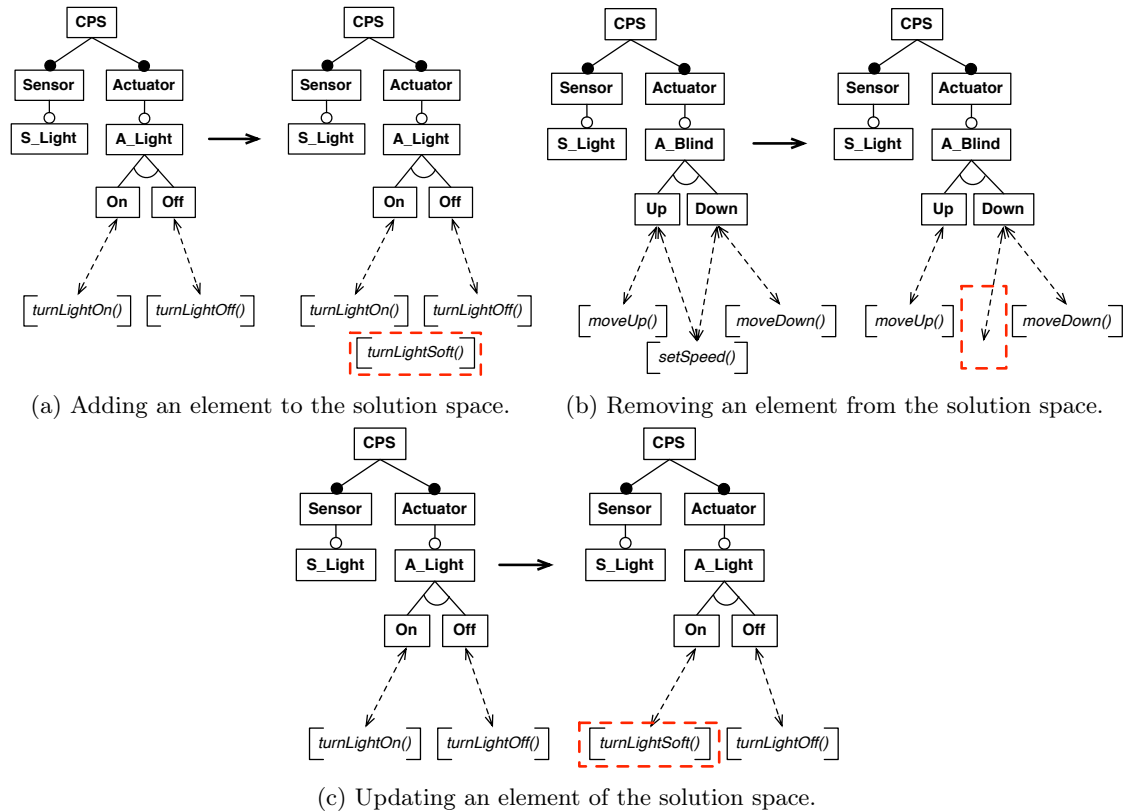 CPS
CPS
Sensor Actuator
Sensor Actuator
S_Light A_Light
S_Light A_Light
On Off
On Off
turnLightOn() turnLightOff()
turnLightOn() turnLightOff()
turnLightSoft()
(a) Adding an element to the solution space.
CPS
CPS
Sensor Actuator
Sensor Actuator
S_Light A_Blind
S_Light A_Blind
Up Down
Up Down
moveUp() moveDown()
setSpeed()
moveUp() moveDown()
(b) Removing an element from the solution space.
CPS
CPS
Sensor Actuator
Sensor Actuator
S_Light A_Light
S_Light A_Light
On Off
On Off
turnLightOn() turnLightOff()
turnLightSoft() turnLightOff()
(c) Updating an element of the solution space.